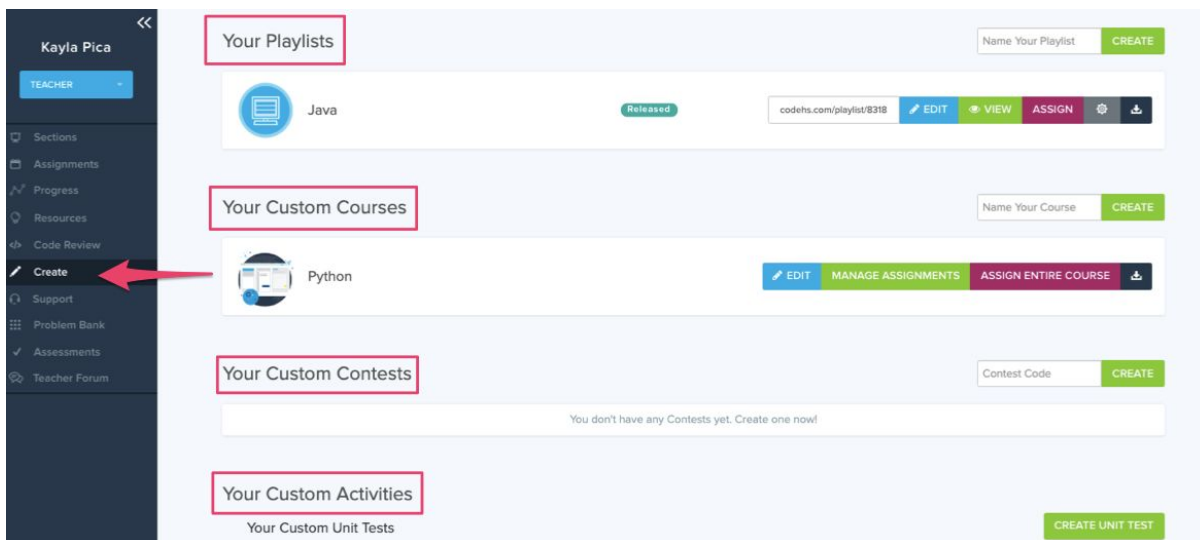 Kayla Pica
TEACHER
Sections
Assignments
Progress
Resources
Code Review
Create
Support
Problem Bank
Assessments
Teacher Forum
Your Playlists
Name Your Playlist CREATE
Java Released codehs.com/playlist/8318 EDIT VIEW ASSIGN
Your Custom Courses
Name Your Course CREATE
Python EDIT MANAGE ASSIGNMENTS ASSIGN ENTIRE COURSE
Your Custom Contests
Contest Code CREATE
You don't have any Contests yet. Create one now!
Your Custom Activities
Your Custom Unit Tests CREATE UNIT TEST